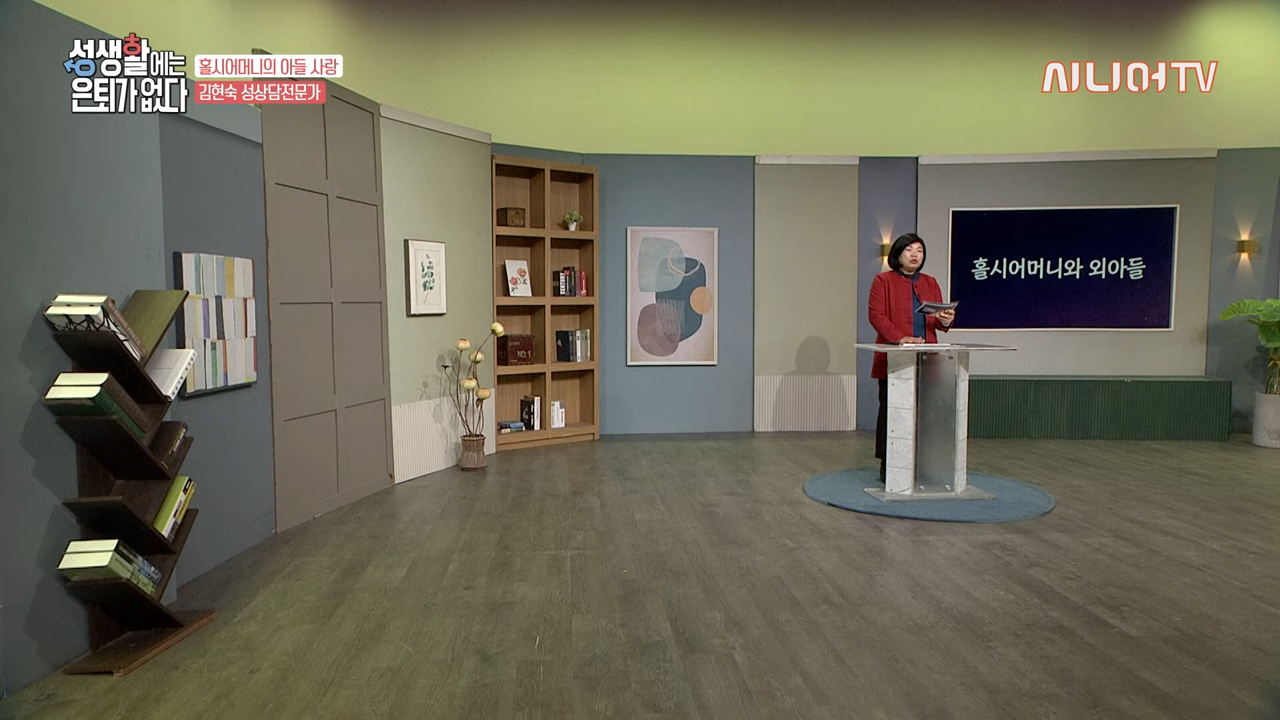 성생활에는
은퇴가 없다
홀시어머니의 아들 사랑
김현숙 성상담전문가
시니어TV
홀시어머니와 외아들
NO; 1